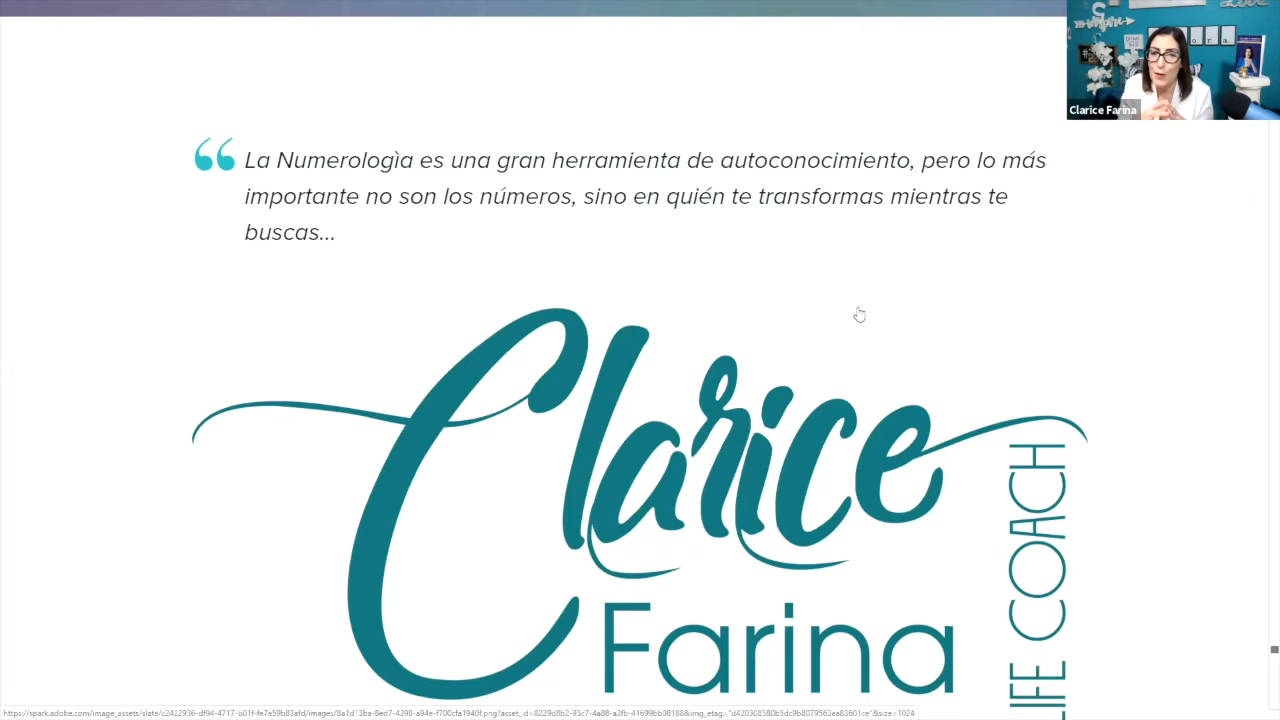 Clarice Farina
La Numerologìa es una gran herramienta de autoconocimiento, pero lo más
importante no son los números, sino en quién te transformas mientras te
buscas...
Clarice
Farina
LIFE COACH